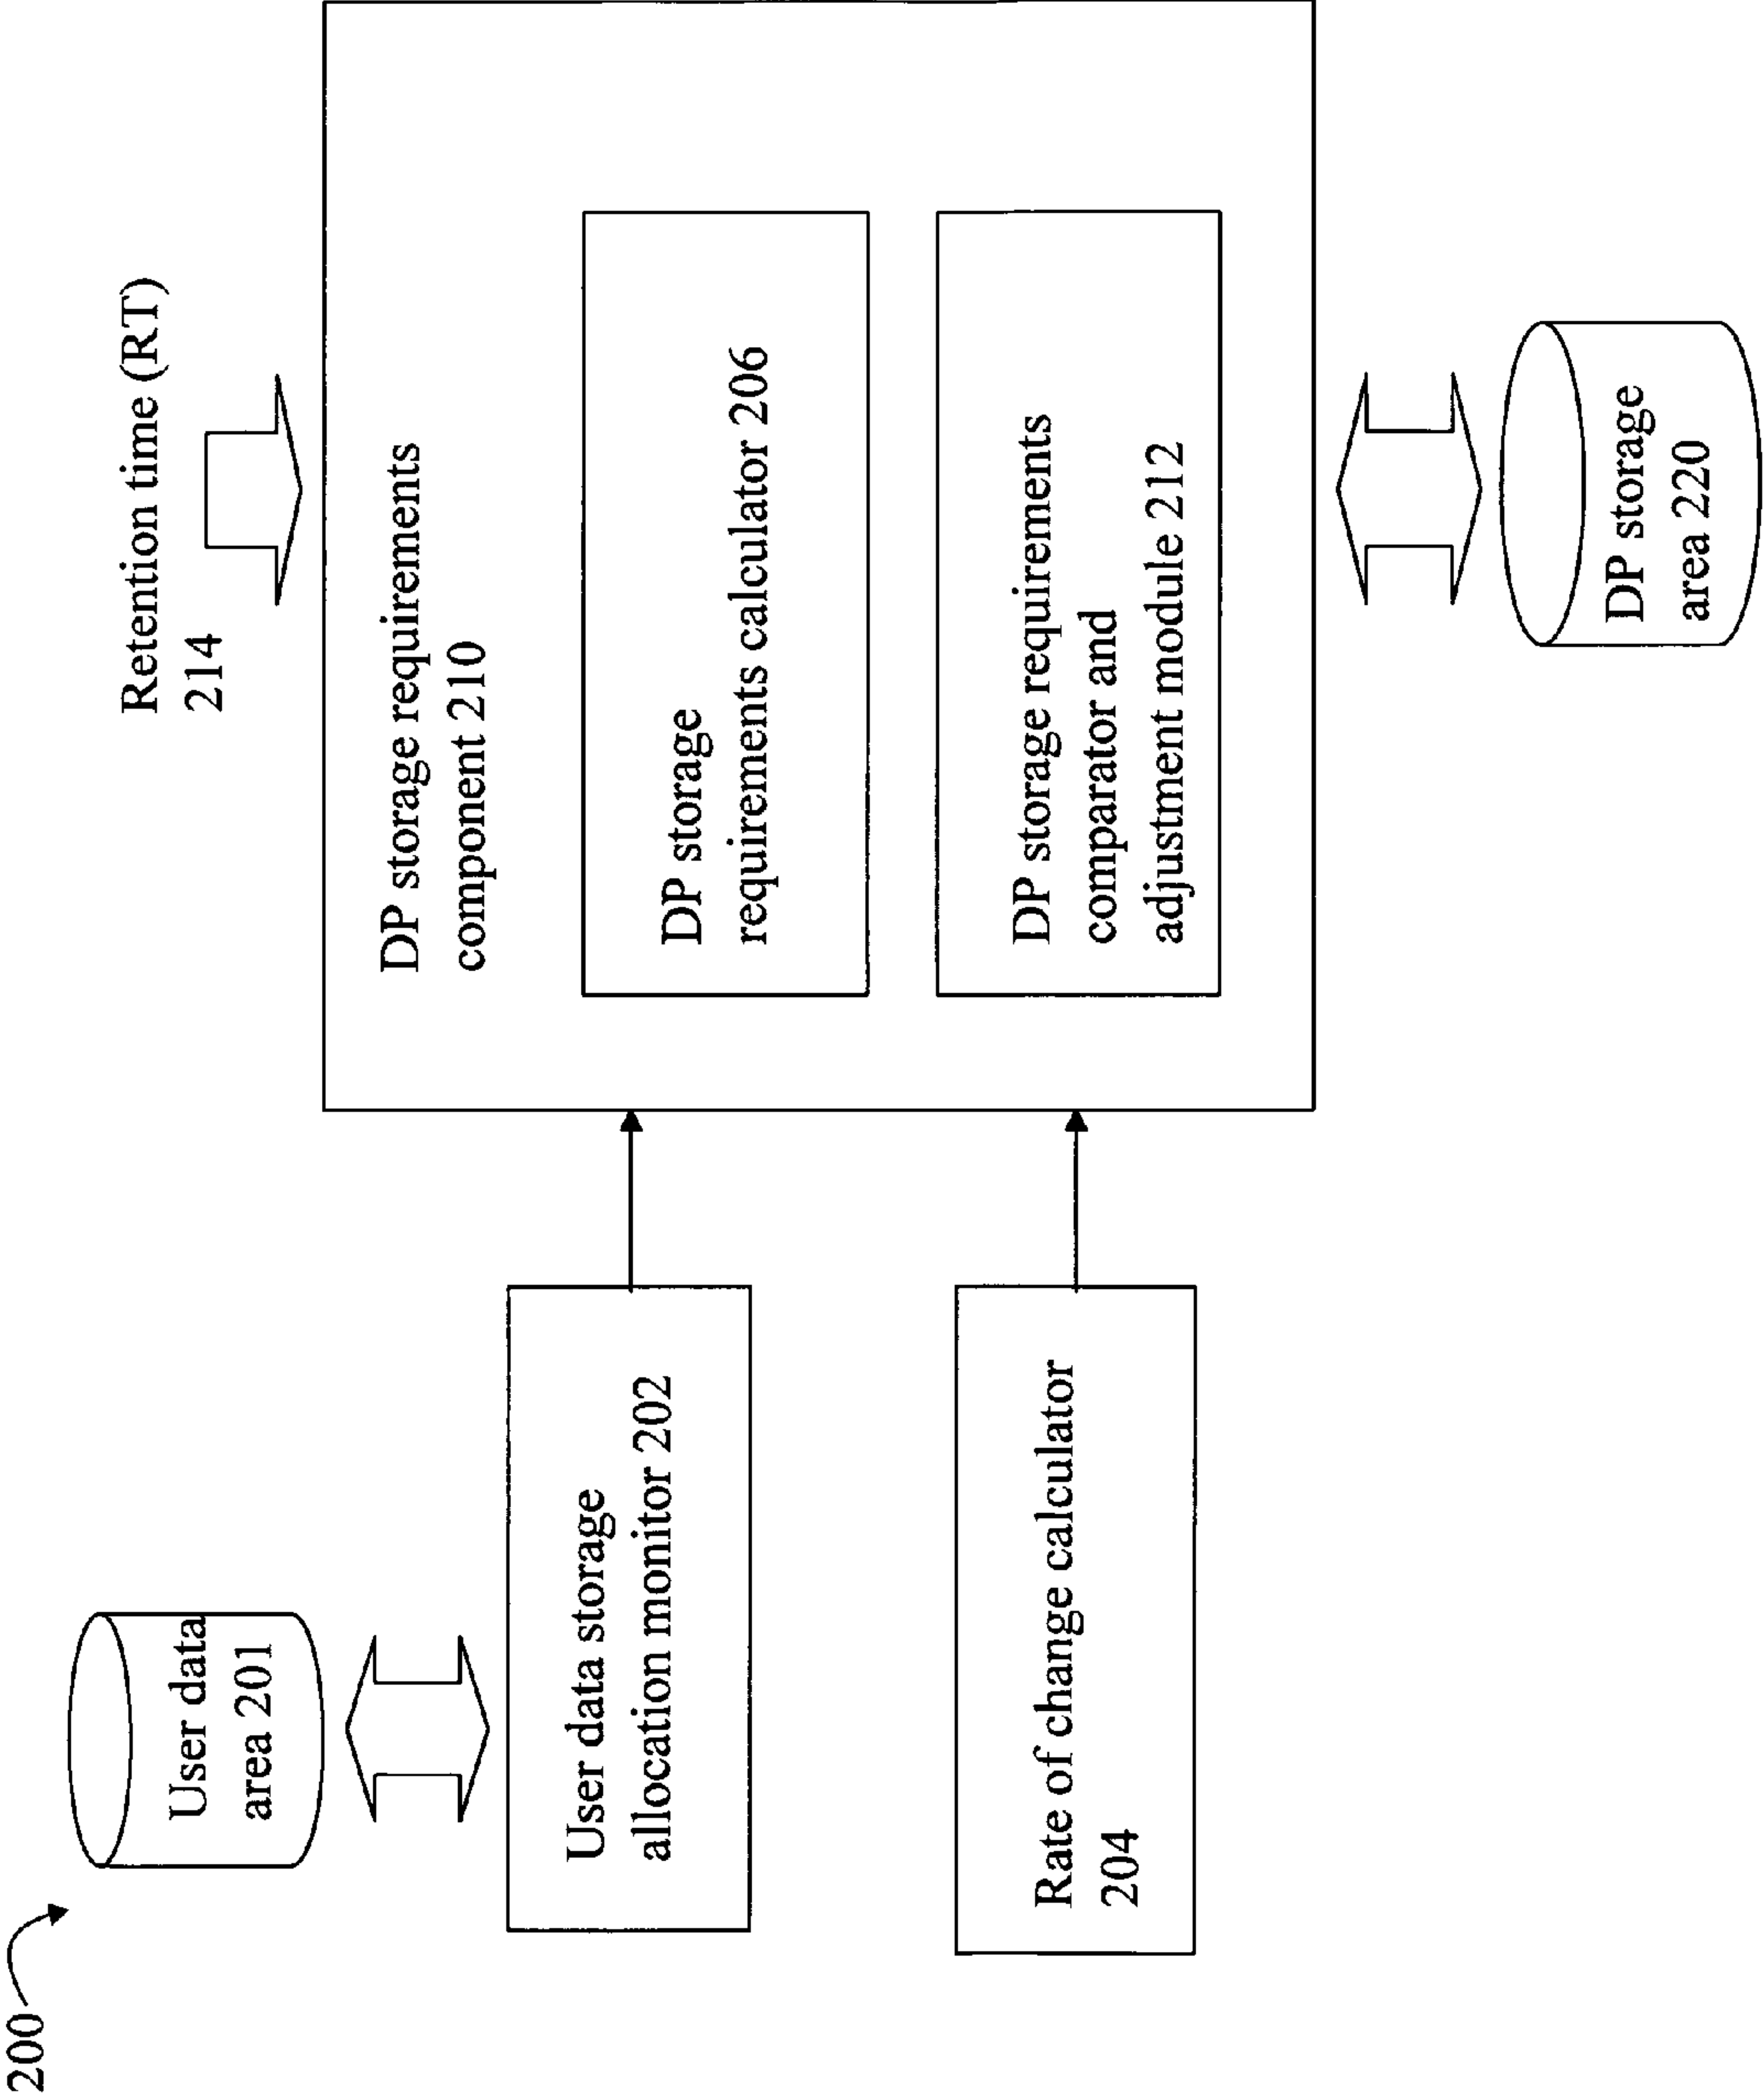 200
User data
area 201
User data storage
allocation monitor 202
Rate of change calculator
204
Retention time (RT)
214
DP storage requirements
component 210
DP storage
requirements calculator 206
DP storage requirements
comparator and
adjustment module 212
DP storage
area 220